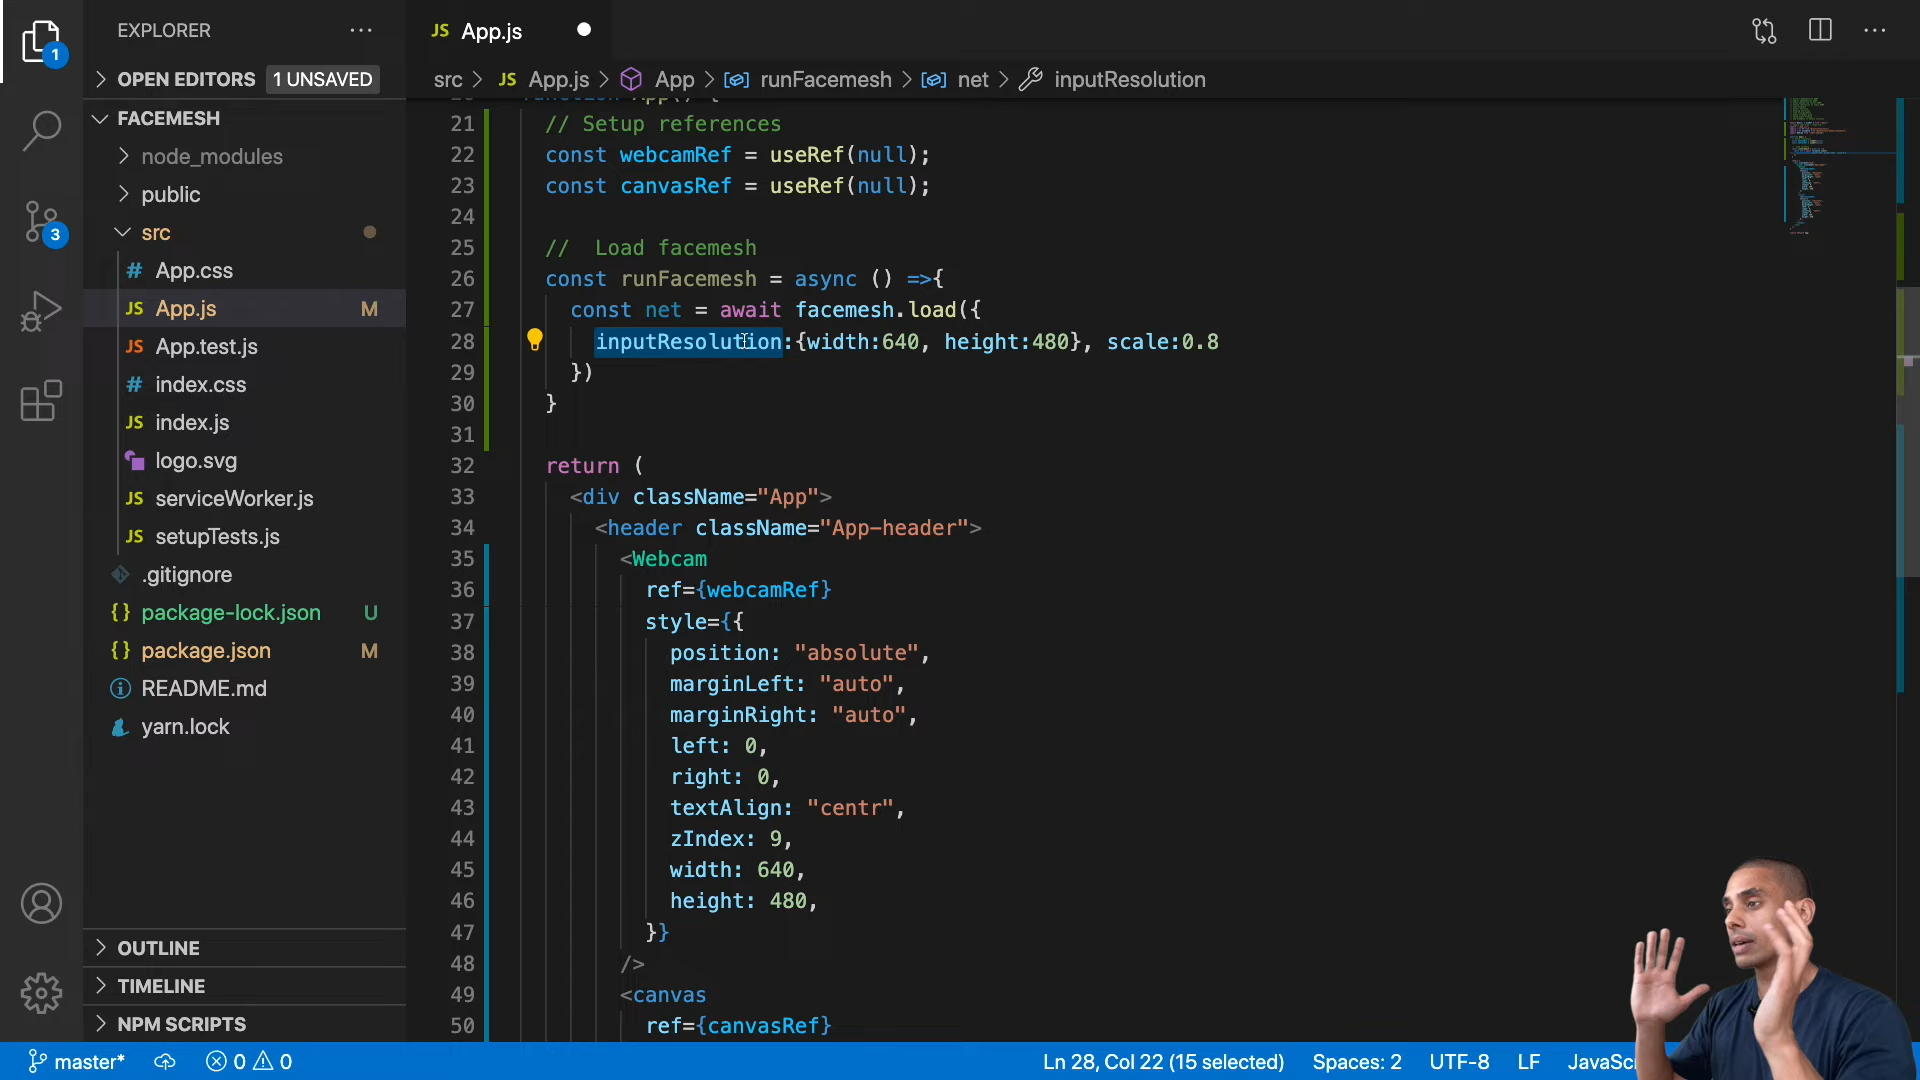 EXPLORER
JS App.js
1
OPEN EDITORS 1 UNSAVED
src > JS App.js > App > runFacemesh > net > inputResolution
FACEMESH
node_modules
public
src
# App.css
JS App.js M
JS App.test.js
# index.css
JS index.js
logo.svg
JS serviceWorker.js
JS setupTests.js
.gitignore
{} package-lock.json U
{} package.json M
README.md
yarn.lock
3
OUTLINE
TIMELINE
NPM SCRIPTS
21 // Setup references
22 const webcamRef = useRef(null);
23 const canvasRef = useRef(null);
24
25 //  Load facemesh
26 const runFacemesh = async () =>{
27 const net = await facemesh.load({
28 inputResolution:{width:640, height:480}, scale:0.8
29 })
30 }
31
32 return (
33 <div className="App">
34 <header className="App-header">
35 <Webcam
36 ref={webcamRef}
37 style={{
38 position: "absolute",
39 marginLeft: "auto",
40 marginRight: "auto",
41 left: 0,
42 right: 0,
43 textAlign: "centr",
44 zIndex: 9,
45 width: 640,
46 height: 480,
47 }}
48 />
49 <canvas
50 ref={canvasRef}
master* 0 0 Ln 28, Col 22 (15 selected) Spaces: 2 UTF-8 LF